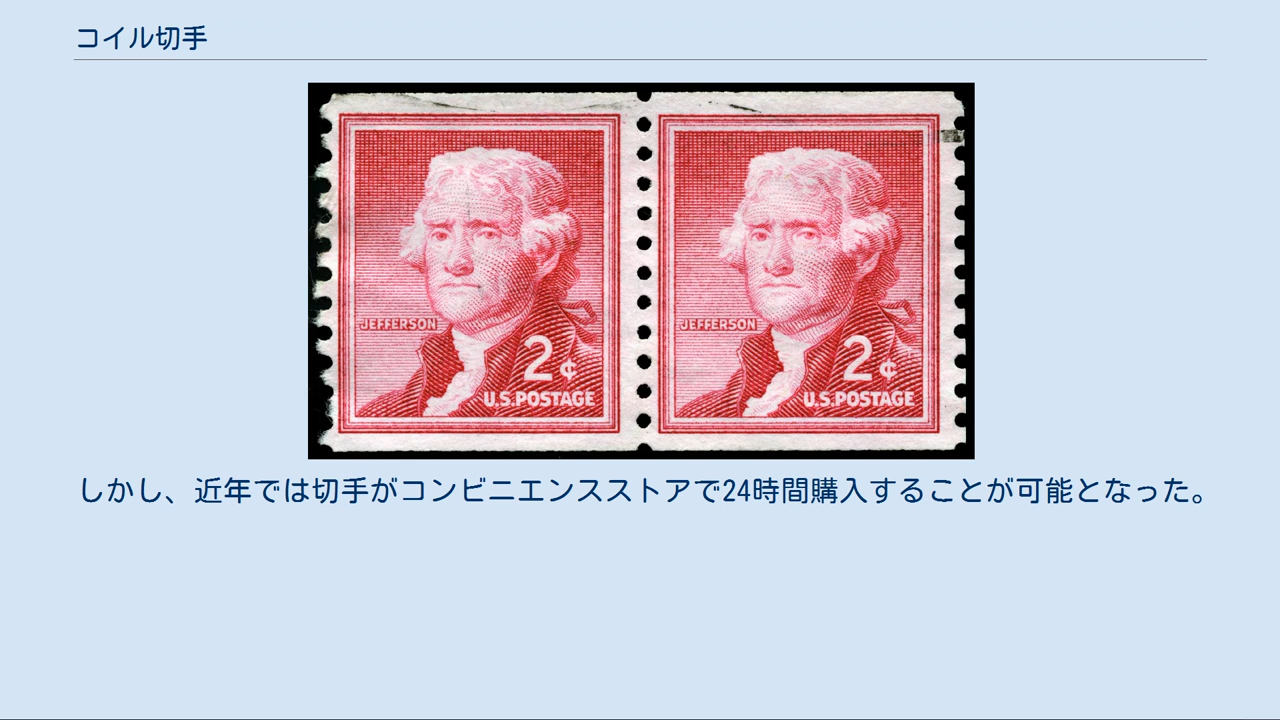 コイル切手
JEFFERSON
2¢
U.S.POSTAGE
JEFFERSON
2¢
U.S.POSTAGE
しかし、近年では切手がコンビニエンスストアで24時間購入することが可能となった。